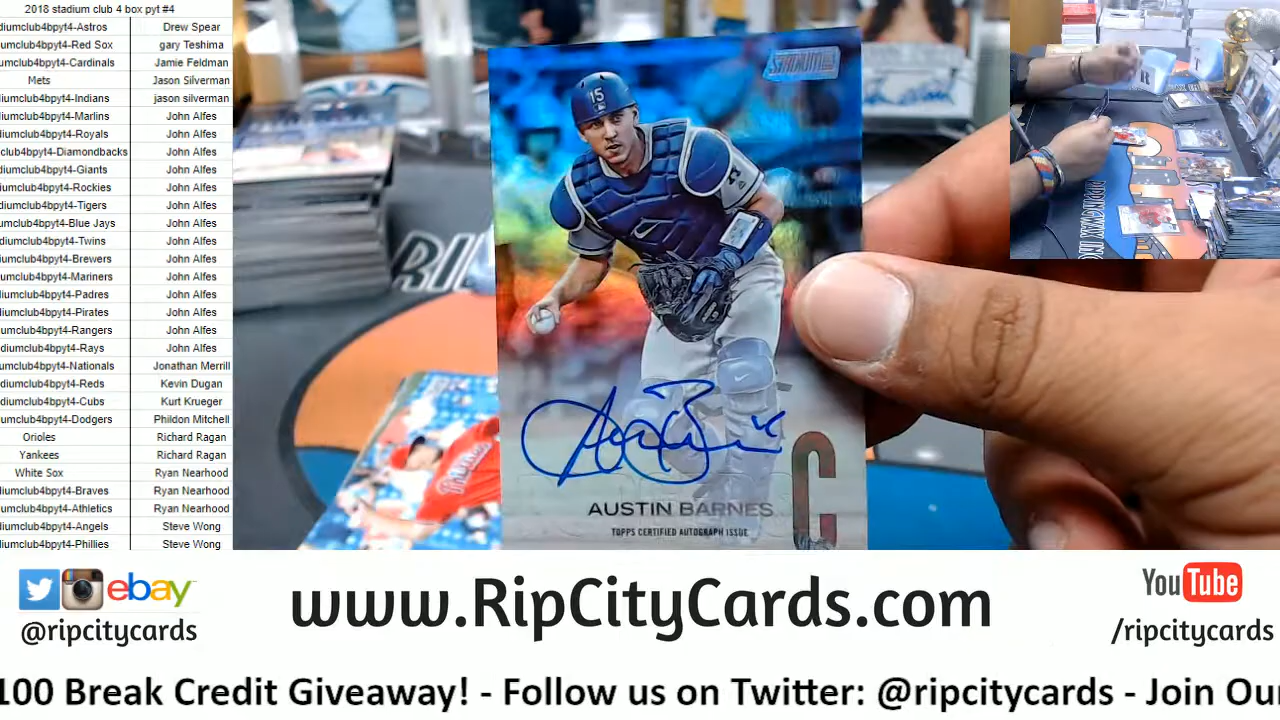 2018 stadium club 4 box pyt #4
diumclub4bpyt4-Astros Drew Spear
umclub4bpyt4-Red Sox gary Teshima
umclub4bpyt4-Cardinals Jamie Feldman
Mets Jason Silverman
diumclub4bpyt4-Indians jason silverman
diumclub4bpyt4-Marlins John Alfes
diumclub4bpyt4-Royals John Alfes
club4bpyt4-Diamondbacks John Alfes
diumclub4bpyt4-Giants John Alfes
diumclub4bpyt4-Rockies John Alfes
diumclub4bpyt4-Tigers John Alfes
umclub4bpyt4-Blue Jays John Alfes
diumclub4bpyt4-Twins John Alfes
iumclub4bpyt4-Brewers John Alfes
iumclub4bpyt4-Mariners John Alfes
diumclub4bpyt4-Padres John Alfes
diumclub4bpyt4-Pirates John Alfes
iumclub4bpyt4-Rangers John Alfes
diumclub4bpyt4-Rays John Alfes
umclub4bpyt4-Nationals Jonathan Merrill
diumclub4bpyt4-Reds Kevin Dugan
diumclub4bpyt4-Cubs Kurt Krueger
iumclub4bpyt4-Dodgers Phildon Mitchell
Orioles Richard Ragan
Yankees Richard Ragan
White Sox Ryan Nearhood
diumclub4bpyt4-Braves Ryan Nearhood
iumclub4bpyt4-Athletics Ryan Nearhood
diumclub4bpyt4-Angels Steve Wong
diumclub4bpyt4-Phillies Steve Wong
STADIUM
15
AUSTIN BARNES
TOPPS CERTIFIED AUTOGRAPH ISSUE
C
ebay
@ripcitycards
www.RipCityCards.com
YouTube
/ripcitycards
100 Break Credit Giveaway! - Follow us on Twitter: @ripcitycards - Join Our